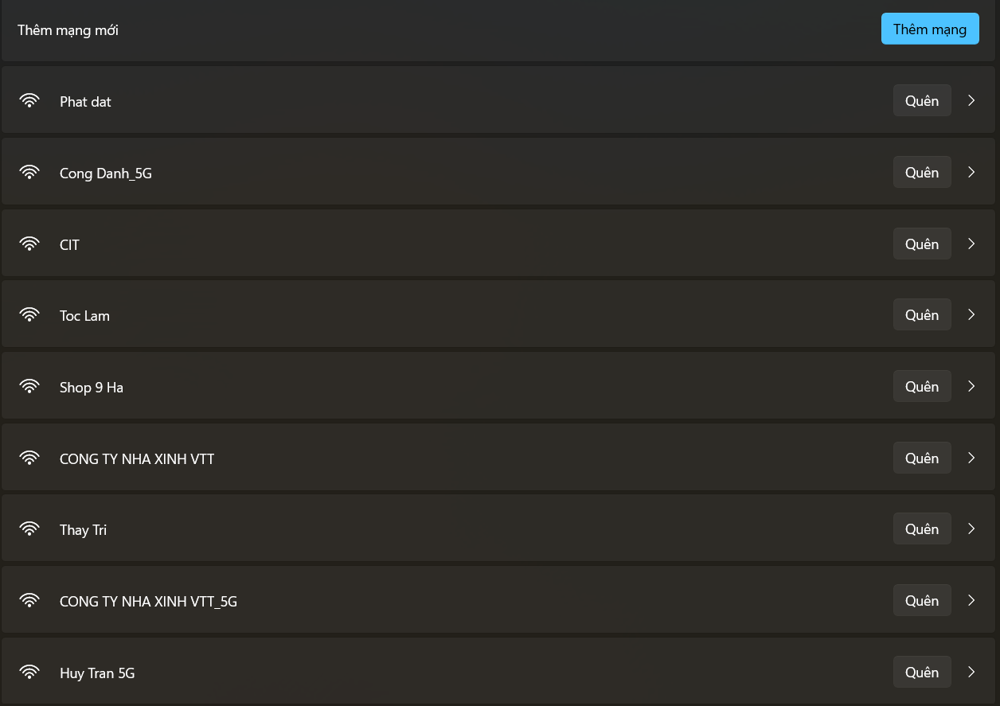 Thêm mạng mới
Thêm mạng
Phat dat
Quên
Cong Danh_5G
Quên
CIT
Quên
Toc Lam
Quên
Shop 9 Ha
Quên
CONG TY NHA XINH VTT
Quên
Thay Tri
Quên
CONG TY NHA XINH VTT_5G
Quên
Huy Tran 5G
Quên